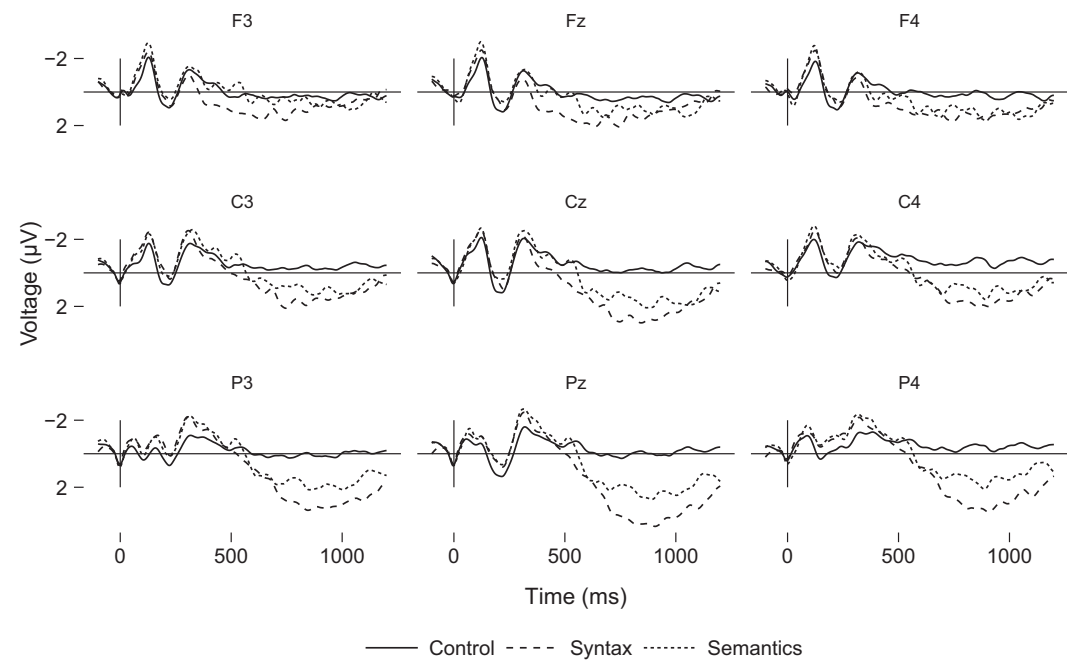 F3 Fz F4
−2
2
C3 Cz C4
−2
2
Voltage (μV)
P3 Pz P4
−2
2
0 500 1000 0 500 1000 0 500 1000
Time (ms)
Control Syntax Semantics